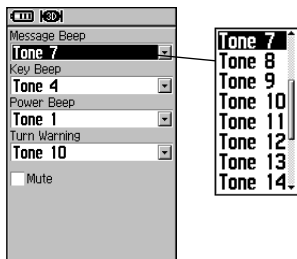 3D
Message Beep
Tone 7
Key Beep
Tone 4
Power Beep
Tone 1
Turn Warning
Tone 10
Mute
Tone 7
Tone 8
Tone 9
Tone 10
Tone 11
Tone 12
Tone 13
Tone 14